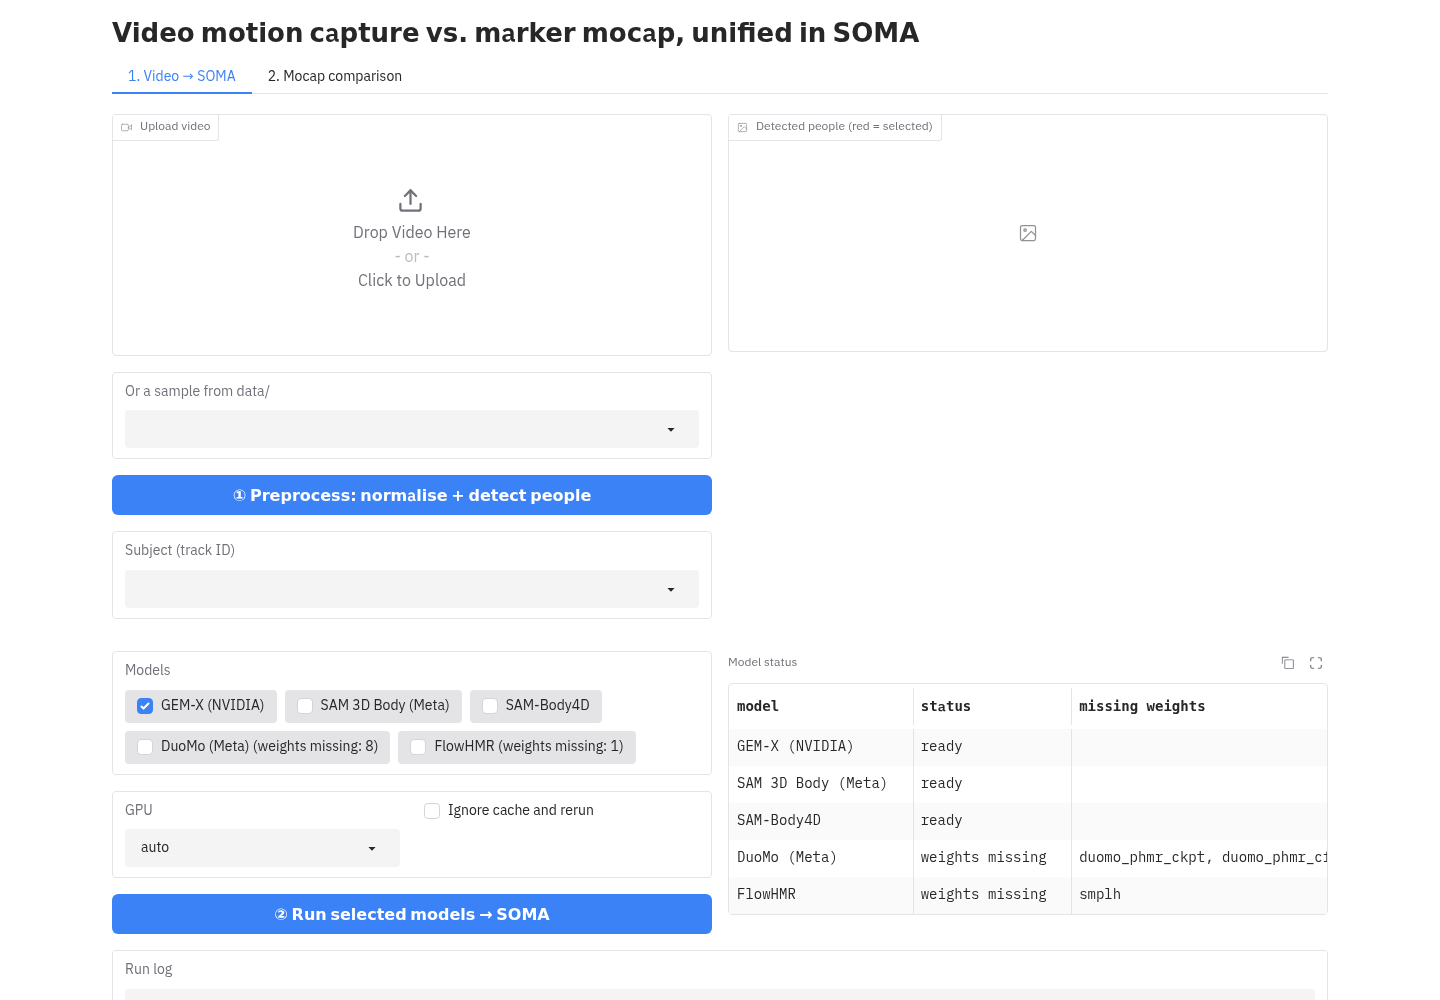 Video motion capture vs. marker mocap, unified in SOMA
1. Video → SOMA
2. Mocap comparison
Upload video
Drop Video Here
- or -
Click to Upload
Detected people (red = selected)
Or a sample from data/
① Preprocess: normalise + detect people
Subject (track ID)
Models
GEM-X (NVIDIA)
SAM 3D Body (Meta)
SAM-Body4D
DuoMo (Meta) (weights missing: 8)
FlowHMR (weights missing: 1)
GPU
auto
Ignore cache and rerun
② Run selected models → SOMA
Model status
model status missing weights
GEM-X (NVIDIA) ready
SAM 3D Body (Meta) ready
SAM-Body4D ready
DuoMo (Meta) weights missing duomo_phmr_ckpt,
FlowHMR weights missing smplh
Run log